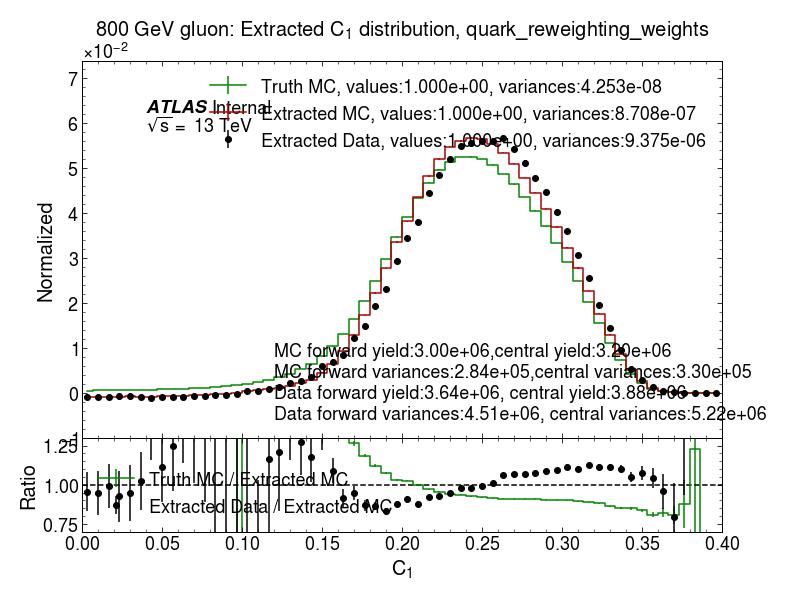 800 GeV gluon: Extracted C₁ distribution, quark_reweighting_weights
×10⁻²
Truth MC, values:1.000e+00, variances:4.253e-08
ATLAS Internal
Extracted MC, values:1.000e+00, variances:8.708e-07
√s = 13 TeV
Extracted Data, values:1.000e+00, variances:9.375e-06
7
6
5
4
3
2
1
0
Normalized
MC forward yield:3.00e+06,central yield:3.20e+06
MC forward variances:2.84e+05,central variances:3.30e+05
Data forward yield:3.64e+06, central yield:3.88e+06
Data forward variances:4.51e+06, central variances:5.22e+06
1.25
1.00
0.75
Ratio
Truth MC / Extracted MC
Extracted Data / Extracted MC
0.00 0.05 0.10 0.15 0.20 0.25 0.30 0.35 0.40
C₁